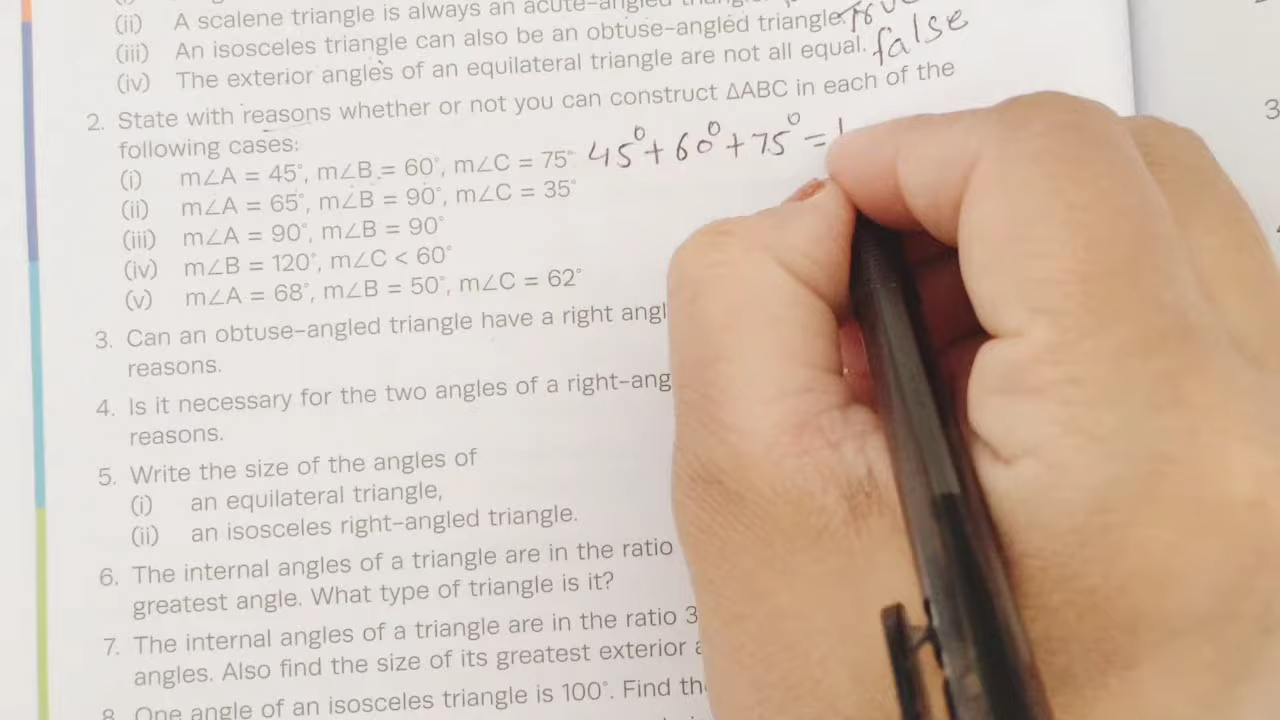 (ii) A scalene triangle is always an acute-angled
(iii) An isosceles triangle can also be an obtuse-angled triangle.
(iv) The exterior angles of an equilateral triangle are not all equal. false
2. State with reasons whether or not you can construct ΔABC in each of the
following cases:
(i) m∠A = 45°, m∠B = 60°, m∠C = 75° 45° + 60° + 75° =
(ii) m∠A = 65°, m∠B = 90°, m∠C = 35°
(iii) m∠A = 90°, m∠B = 90°
(iv) m∠B = 120°, m∠C < 60°
(v) m∠A = 68°, m∠B = 50°, m∠C = 62°
3. Can an obtuse-angled triangle have a right angl
reasons.
4. Is it necessary for the two angles of a right-ang
reasons.
5. Write the size of the angles of
(i) an equilateral triangle,
(ii) an isosceles right-angled triangle.
6. The internal angles of a triangle are in the ratio
greatest angle. What type of triangle is it?
7. The internal angles of a triangle are in the ratio 3
angles. Also find the size of its greatest exterior a
8. One angle of an isosceles triangle is 100°. Find th
3